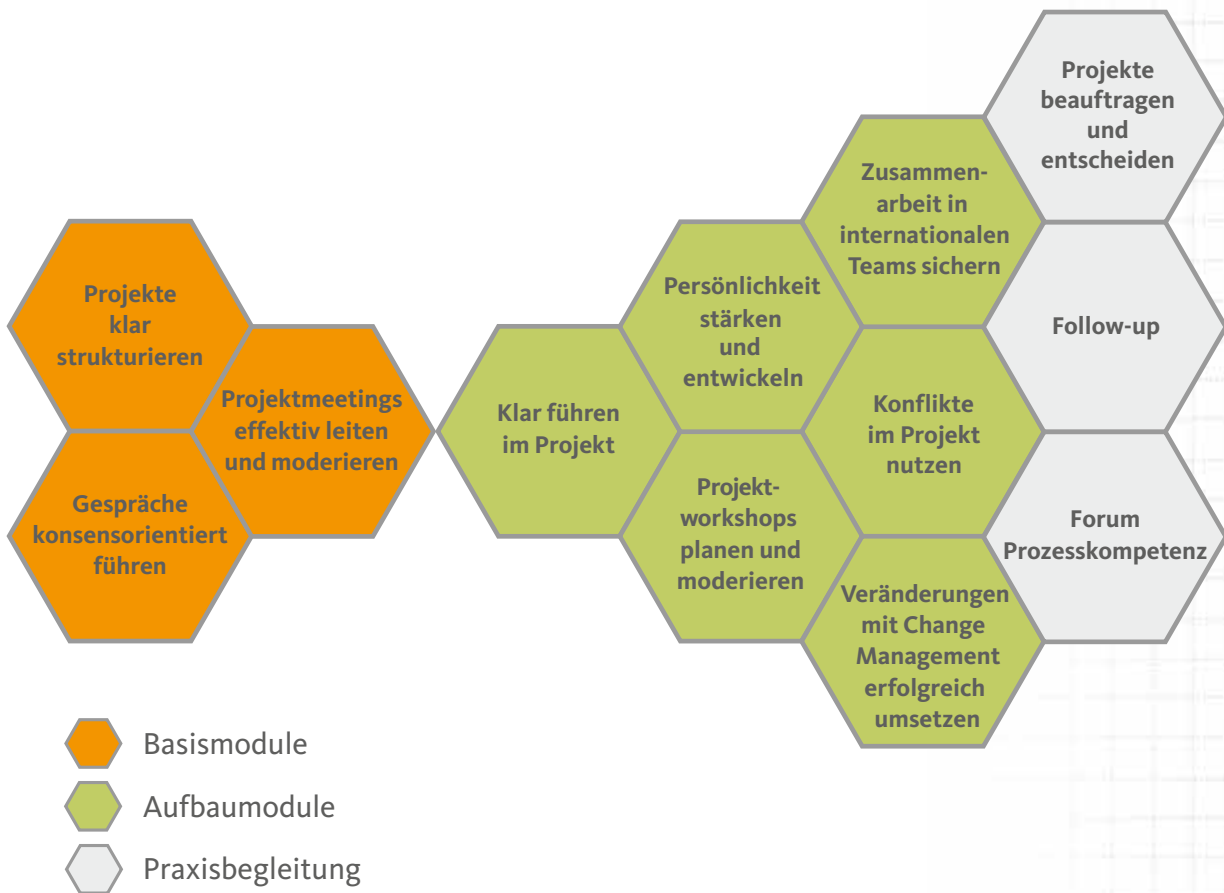 Projekte
klar
strukturieren
Gespräche
konsensorientiert
führen
Projektmeetings
effektiv leiten
und moderieren
Klar führen
im Projekt
Persönlichkeit
stärken
und
entwickeln
Projekt-
workshops
planen und
moderieren
Zusammen-
arbeit in
internationalen
Teams sichern
Konflikte
im Projekt
nutzen
Veränderungen
mit Change
Management
erfolgreich
umsetzen
Projekte
beauftragen
und
entscheiden
Follow-up
Forum
Prozesskompetenz
Basismodule
Aufbaumodule
Praxisbegleitung